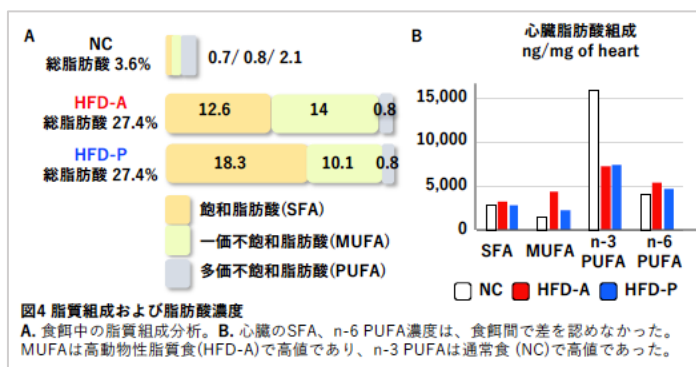 A
NC
総脂肪酸 3.6%
0.7/ 0.8/ 2.1
HFD-A
総脂肪酸 27.4%
12.6
14
0.8
HFD-P
総脂肪酸 27.4%
18.3
10.1
0.8
飽和脂肪酸(SFA)
一価不飽和脂肪酸(MUFA)
多価不飽和脂肪酸(PUFA)
B
心臓脂肪酸組成
ng/mg of heart
15,000
10,000
5,000
0
SFA
MUFA
n-3
PUFA
n-6
PUFA
NC
HFD-A
HFD-P
図4 脂質組成および脂肪酸濃度
A. 食餌中の脂質組成分析。B. 心臓のSFA、n-6 PUFA濃度は、食餌間で差を認めなかった。
MUFAは高動物性脂質食(HFD-A)で高値であり、n-3 PUFAは通常食 (NC)で高値であった。